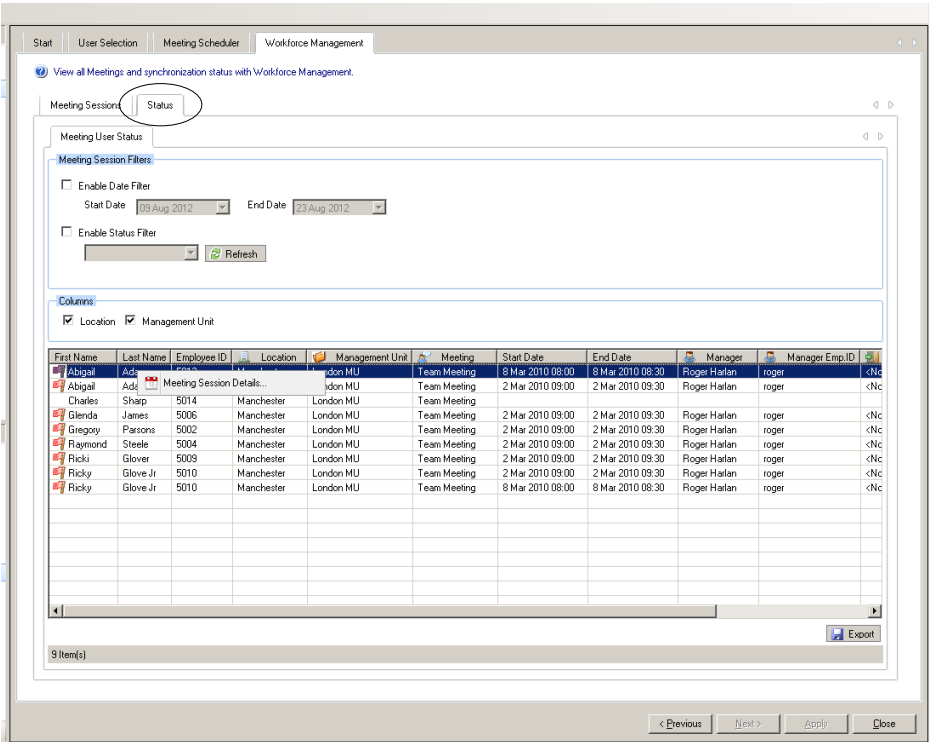 Start User Selection Meeting Scheduler Workforce Management
View all Meetings and synchronization status with Workforce Management.
Meeting Sessions Status
Meeting User Status
Meeting Session Filters
Enable Date Filter
Start Date 09 Aug 2012 End Date 23 Aug 2012
Enable Status Filter
Refresh
Columns
Location Management Unit
First Name Last Name Employee ID Location Management Unit Meeting Start Date End Date Manager Manager Emp.ID
Abigail Manchester London MU Team Meeting 8 Mar 2010 08:00 8 Mar 2010 08:30 Roger Harlan roger
Meeting Session Details...
Abigail Team Meeting 2 Mar 2010 09:00 2 Mar 2010 09:30 Roger Harlan roger
Charles Sharp 5014 Manchester London MU Team Meeting
Glenda James 5006 Manchester London MU Team Meeting 2 Mar 2010 09:00 2 Mar 2010 09:30 Roger Harlan roger <Nc
Gregory Parsons 5002 Manchester London MU Team Meeting 2 Mar 2010 09:00 2 Mar 2010 09:30 Roger Harlan roger <Nc
Raymond Steele 5004 Manchester London MU Team Meeting 2 Mar 2010 09:00 2 Mar 2010 09:30 Roger Harlan roger <Nc
Ricki Glover 5009 Manchester London MU Team Meeting 2 Mar 2010 09:00 2 Mar 2010 09:30 Roger Harlan roger <Nc
Ricky Glove Jr 5010 Manchester London MU Team Meeting 2 Mar 2010 09:00 2 Mar 2010 09:30 Roger Harlan roger <Nc
Ricky Glove Jr 5010 Manchester London MU Team Meeting 8 Mar 2010 08:00 8 Mar 2010 08:30 Roger Harlan roger <Nc
Export
9 Item(s)
< Previous Next > Apply Close